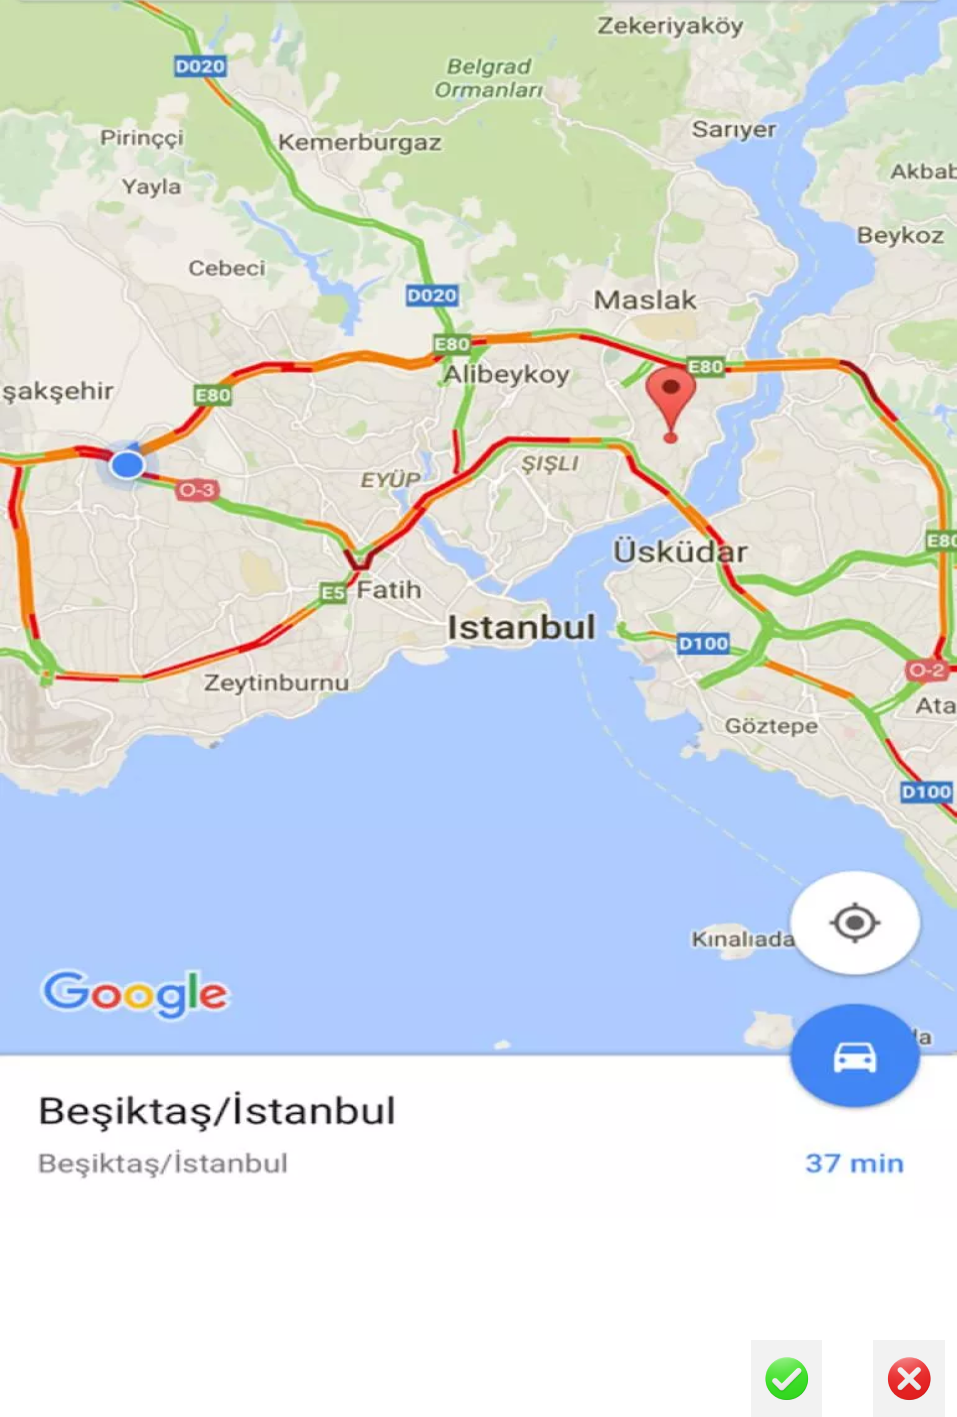 Zekeriyaköy
D020
Belgrad
Ormanları
Pirinççi
Kemerburgaz
Sarıyer
Yayla
Akbab
Beykoz
Cebeci
D020
Maslak
E80
E80
Alibeykoy
şakşehir
E80
EYÜP
ŞIŞLI
O-3
E80
Üsküdar
E5
Fatih
Istanbul
D100
O-2
Zeytinburnu
Ata
Göztepe
D100
Kınalıada
Google
da
Beşiktaş/İstanbul
Beşiktaş/İstanbul
37 min